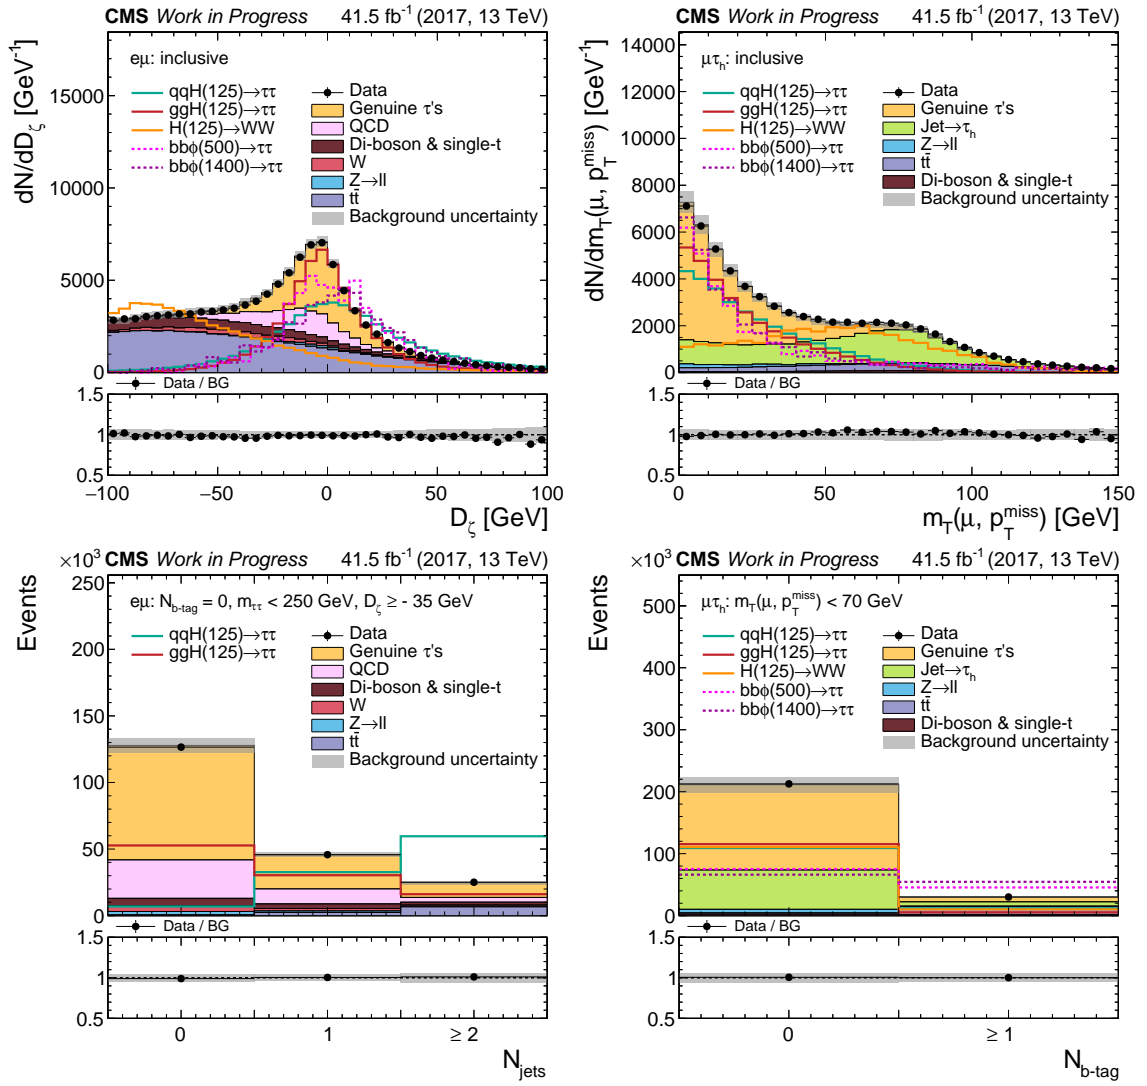 CMS Work in Progress 41.5 fb⁻¹ (2017, 13 TeV)
eμ: inclusive
qqH(125)→ττ
ggH(125)→ττ
H(125)→WW
bbϕ(500)→ττ
bbϕ(1400)→ττ
Data
Genuine τ's
QCD
Di-boson & single-t
W
Z→ll
tt̄
Background uncertainty
dN/dD_ζ [GeV⁻¹]
15000
10000
5000
0
Data / BG
1.5
1
0.5
−100 −50 0 50 100
D_ζ [GeV]
CMS Work in Progress 41.5 fb⁻¹ (2017, 13 TeV)
μτ_h: inclusive
qqH(125)→ττ
ggH(125)→ττ
H(125)→WW
bbϕ(500)→ττ
bbϕ(1400)→ττ
Data
Genuine τ's
Jet→τ_h
Z→ll
tt̄
Di-boson & single-t
Background uncertainty
dN/dm_T(μ, p_T^miss) [GeV⁻¹]
14000
12000
10000
8000
6000
4000
2000
0
Data / BG
1.5
1
0.5
0 50 100 150
m_T(μ, p_T^miss) [GeV]
×10³ CMS Work in Progress 41.5 fb⁻¹ (2017, 13 TeV)
eμ: N_b-tag = 0, m_ττ < 250 GeV, D_ζ ≥ - 35 GeV
qqH(125)→ττ
ggH(125)→ττ
Data
Genuine τ's
QCD
Di-boson & single-t
W
Z→ll
tt̄
Background uncertainty
Events
250
200
150
100
50
0
Data / BG
1.5
1
0.5
0 1 ≥ 2
N_jets
×10³ CMS Work in Progress 41.5 fb⁻¹ (2017, 13 TeV)
μτ_h: m_T(μ, p_T^miss) < 70 GeV
qqH(125)→ττ
ggH(125)→ττ
H(125)→WW
bbϕ(500)→ττ
bbϕ(1400)→ττ
Data
Genuine τ's
Jet→τ_h
Z→ll
tt̄
Di-boson & single-t
Background uncertainty
Events
500
400
300
200
100
0
Data / BG
1.5
1
0.5
0 ≥ 1
N_b-tag